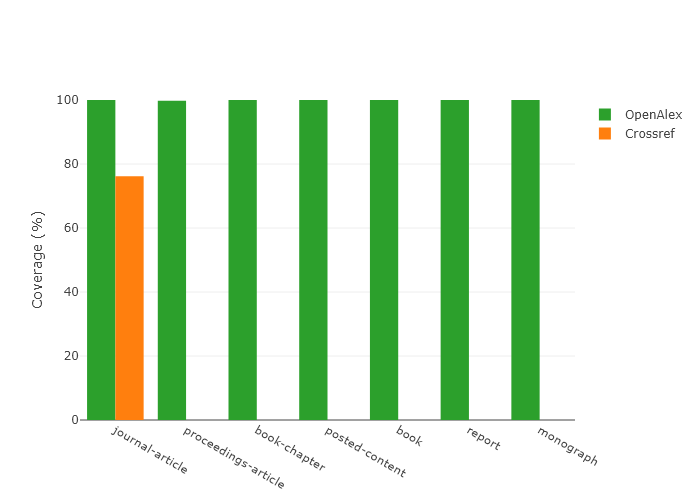 OpenAlex
Crossref
100
80
60
40
20
0
Coverage (%)
journal-article
proceedings-article
book-chapter
posted-content
book
report
monograph